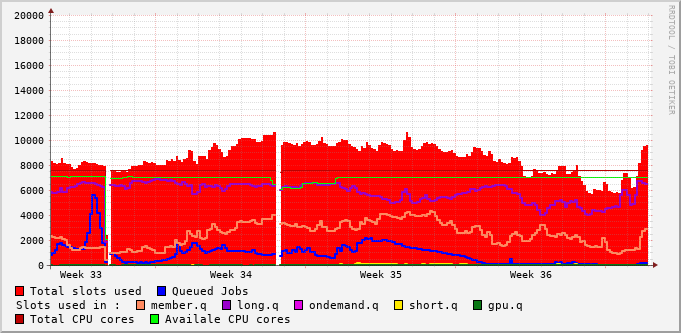 20000
18000
16000
14000
12000
10000
8000
6000
4000
2000
0
Week 33 Week 34 Week 35 Week 36
Total slots used Queued Jobs
Slots used in : member.q long.q ondemand.q short.q gpu.q
Total CPU cores Availale CPU cores
RRDTOOL / TOBI OETIKER